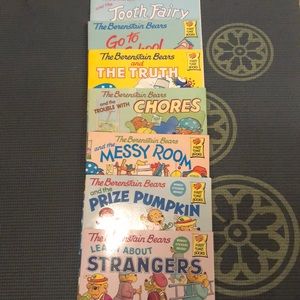 and the
Tooth Fairy
The Berenstain Bears
GO TO
School
The Berenstain Bears
and
THE TRUTH
The Berenstain Bears
and the
TROUBLE WITH
CHORES
The Berenstain Bears
and the
MESSY ROOM
The Berenstain Bears
and the
PRIZE PUMPKIN
The Berenstain Bears
LEARN ABOUT
STRANGERS